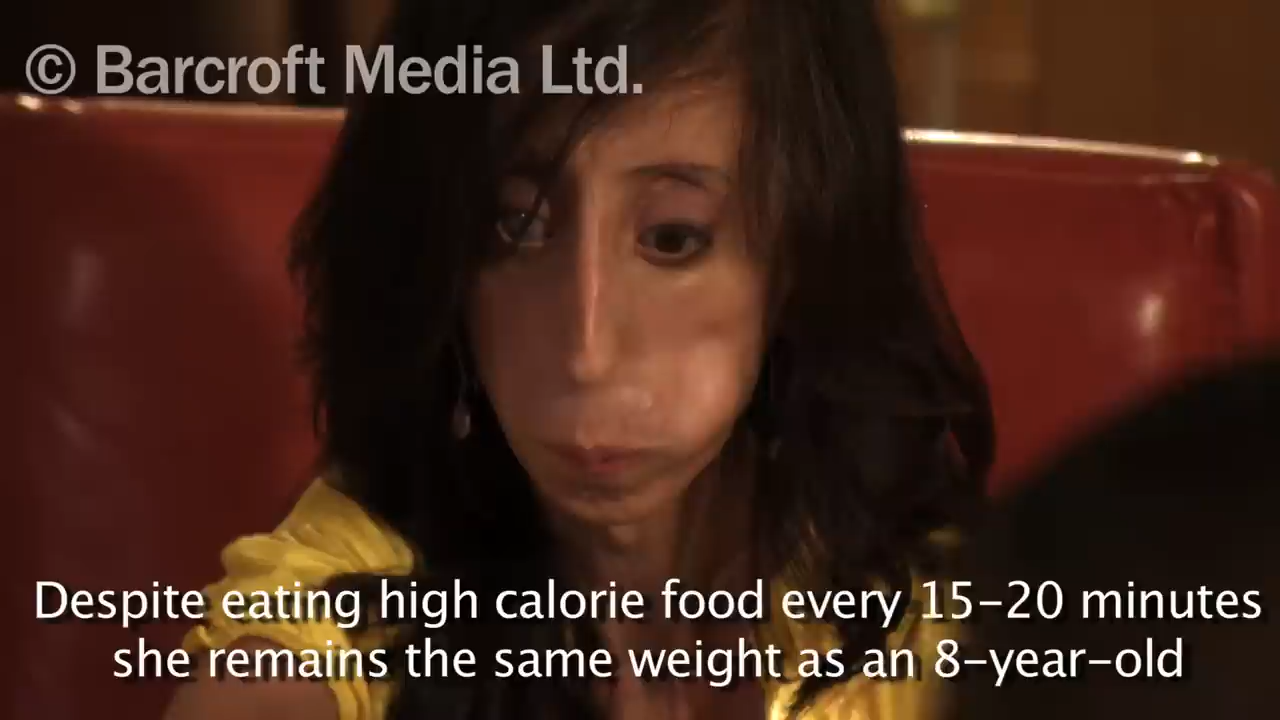 © Barcroft Media Ltd.
Despite eating high calorie food every 15-20 minutes
she remains the same weight as an 8-year-old